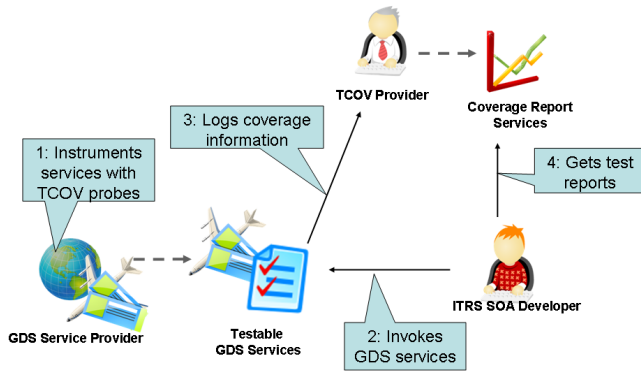 TCOV Provider
Coverage Report
Services
3: Logs coverage
information
1: Instruments
services with
TCOV probes
4: Gets test
reports
GDS Service Provider
Testable
GDS Services
2: Invokes
GDS services
ITRS SOA Developer